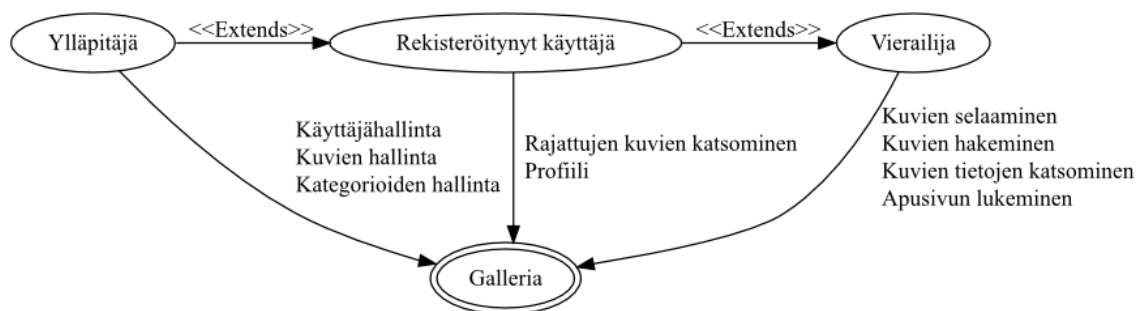 Ylläpitäjä
<<Extends>>
Rekisteröitynyt käyttäjä
<<Extends>>
Vierailija
Käyttäjähallinta
Kuvien hallinta
Kategorioiden hallinta
Rajattujen kuvien katsominen
Profiili
Kuvien selaaminen
Kuvien hakeminen
Kuvien tietojen katsominen
Apusivun lukeminen
Galleria